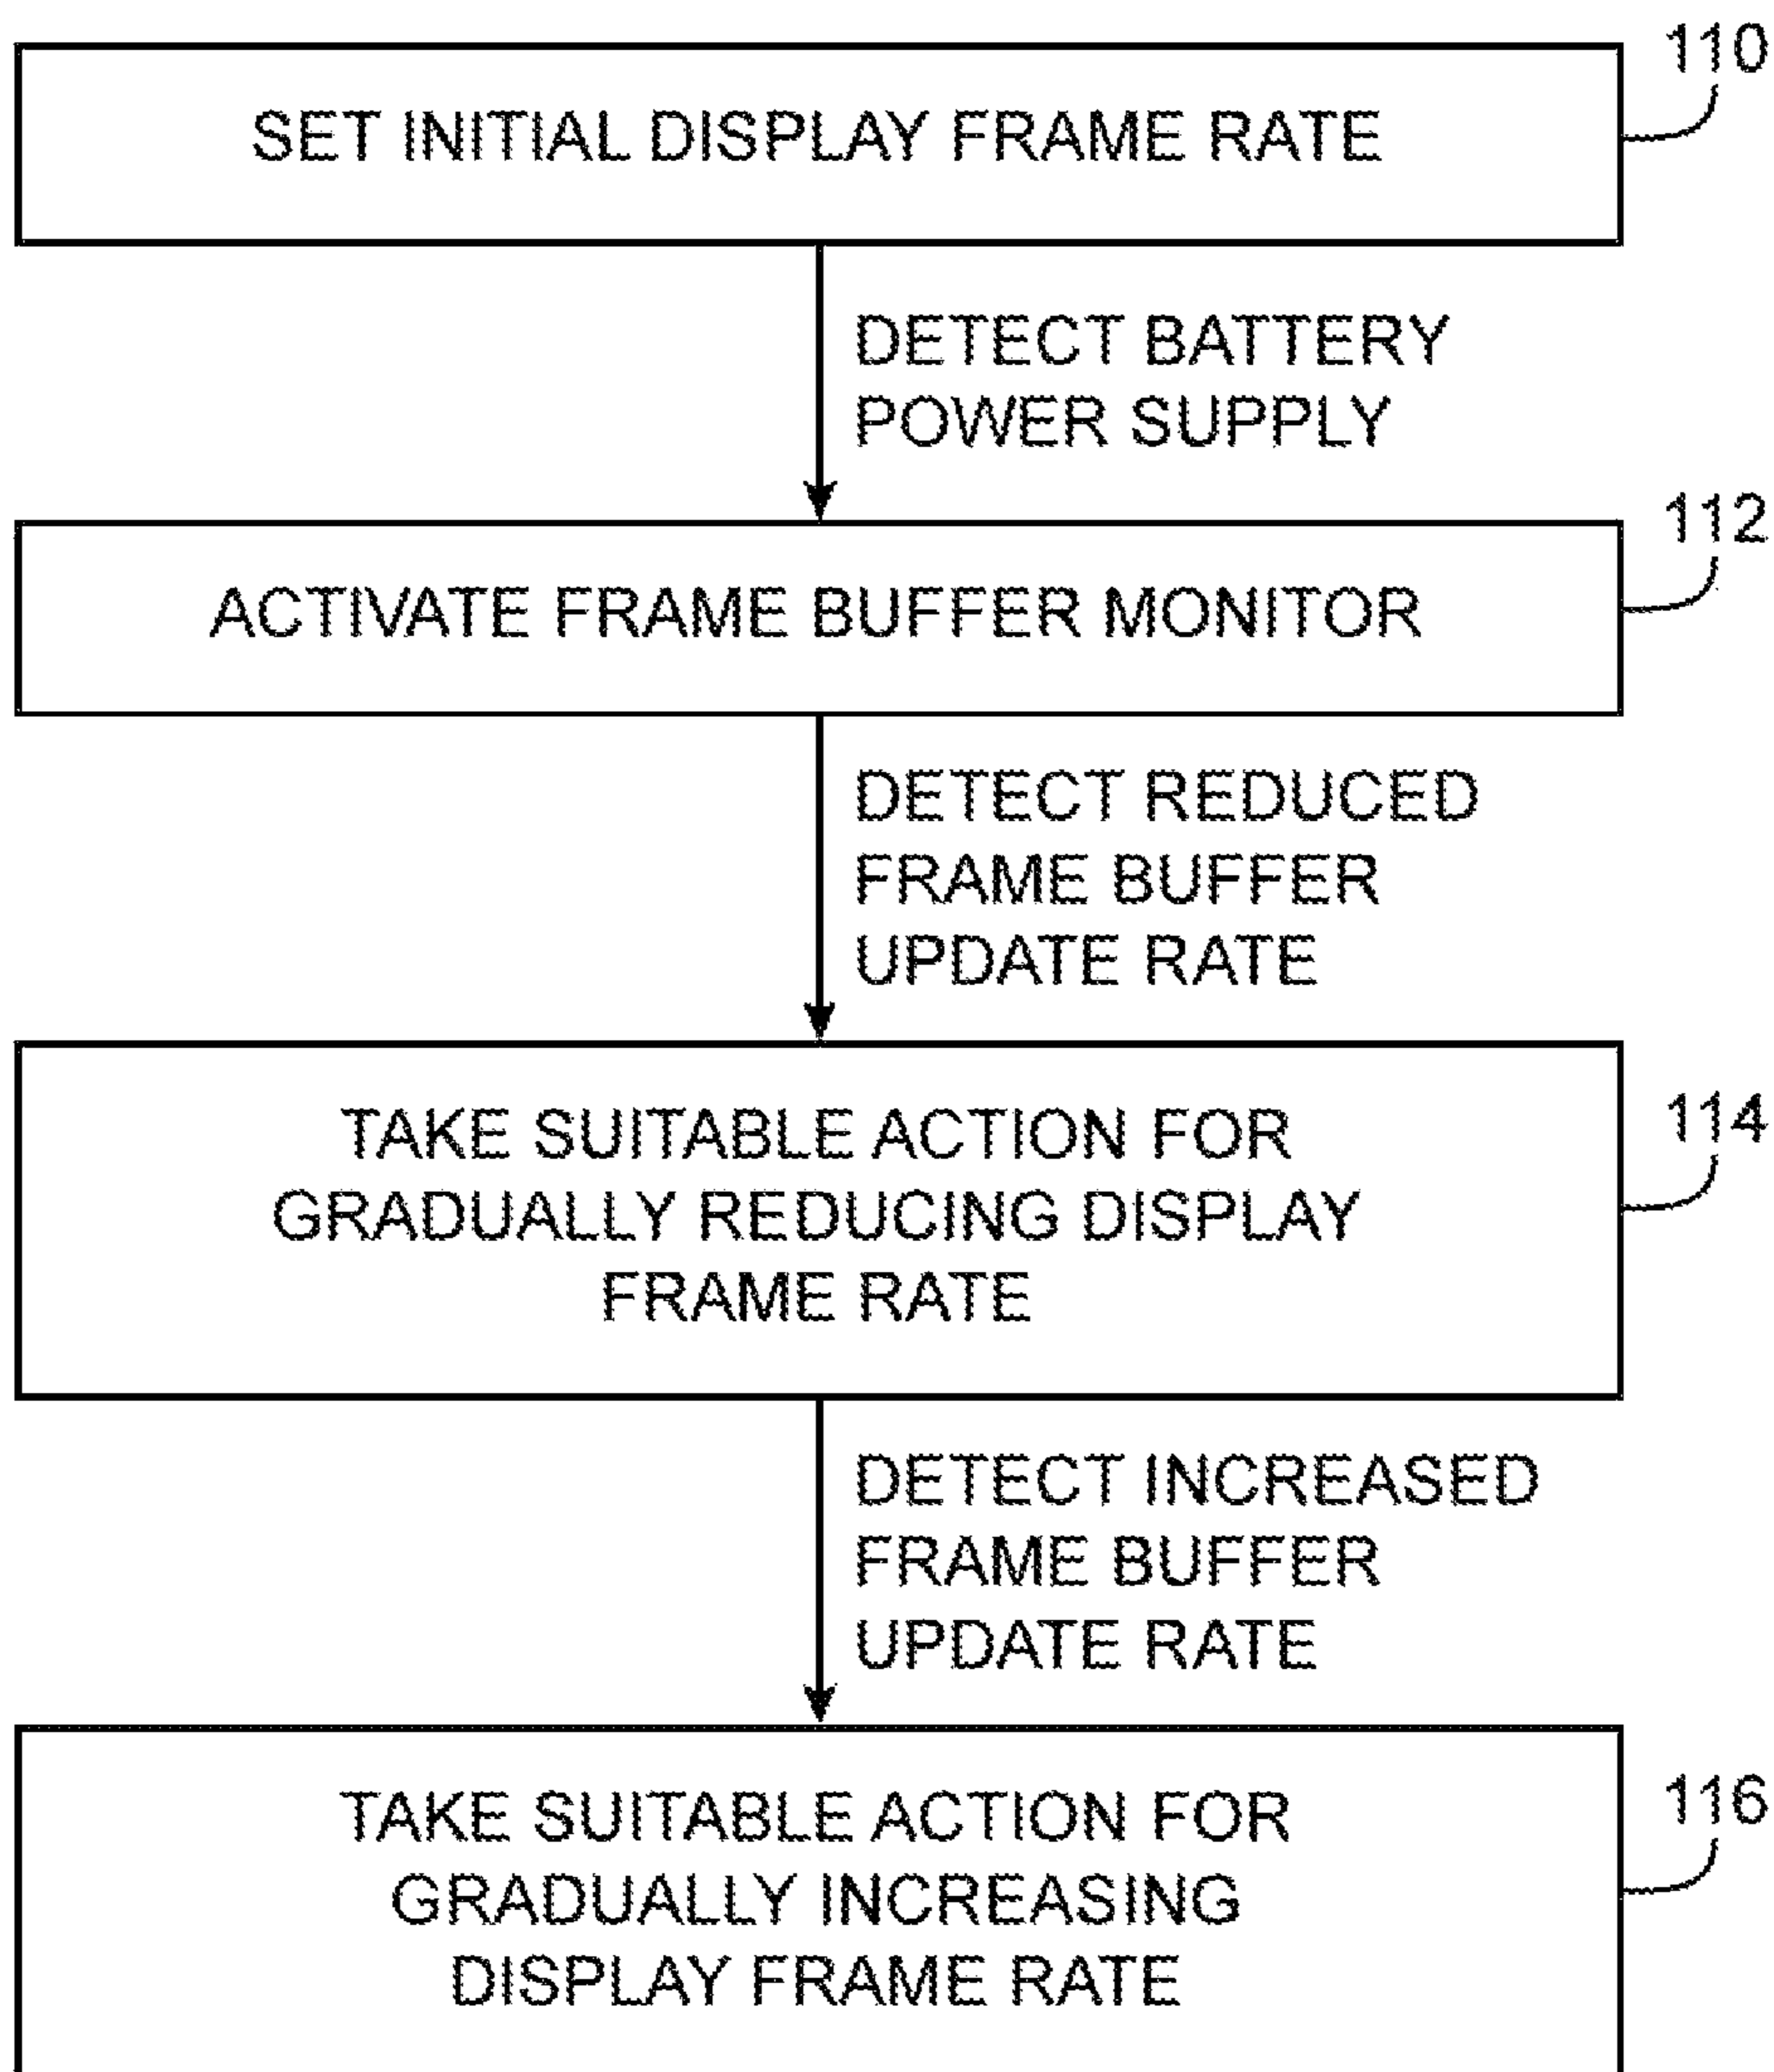 110
SET INITIAL DISPLAY FRAME RATE
DETECT BATTERY
POWER SUPPLY
112
ACTIVATE FRAME BUFFER MONITOR
DETECT REDUCED
FRAME BUFFER
UPDATE RATE
114
TAKE SUITABLE ACTION FOR
GRADUALLY REDUCING DISPLAY
FRAME RATE
DETECT INCREASED
FRAME BUFFER
UPDATE RATE
116
TAKE SUITABLE ACTION FOR
GRADUALLY INCREASING
DISPLAY FRAME RATE